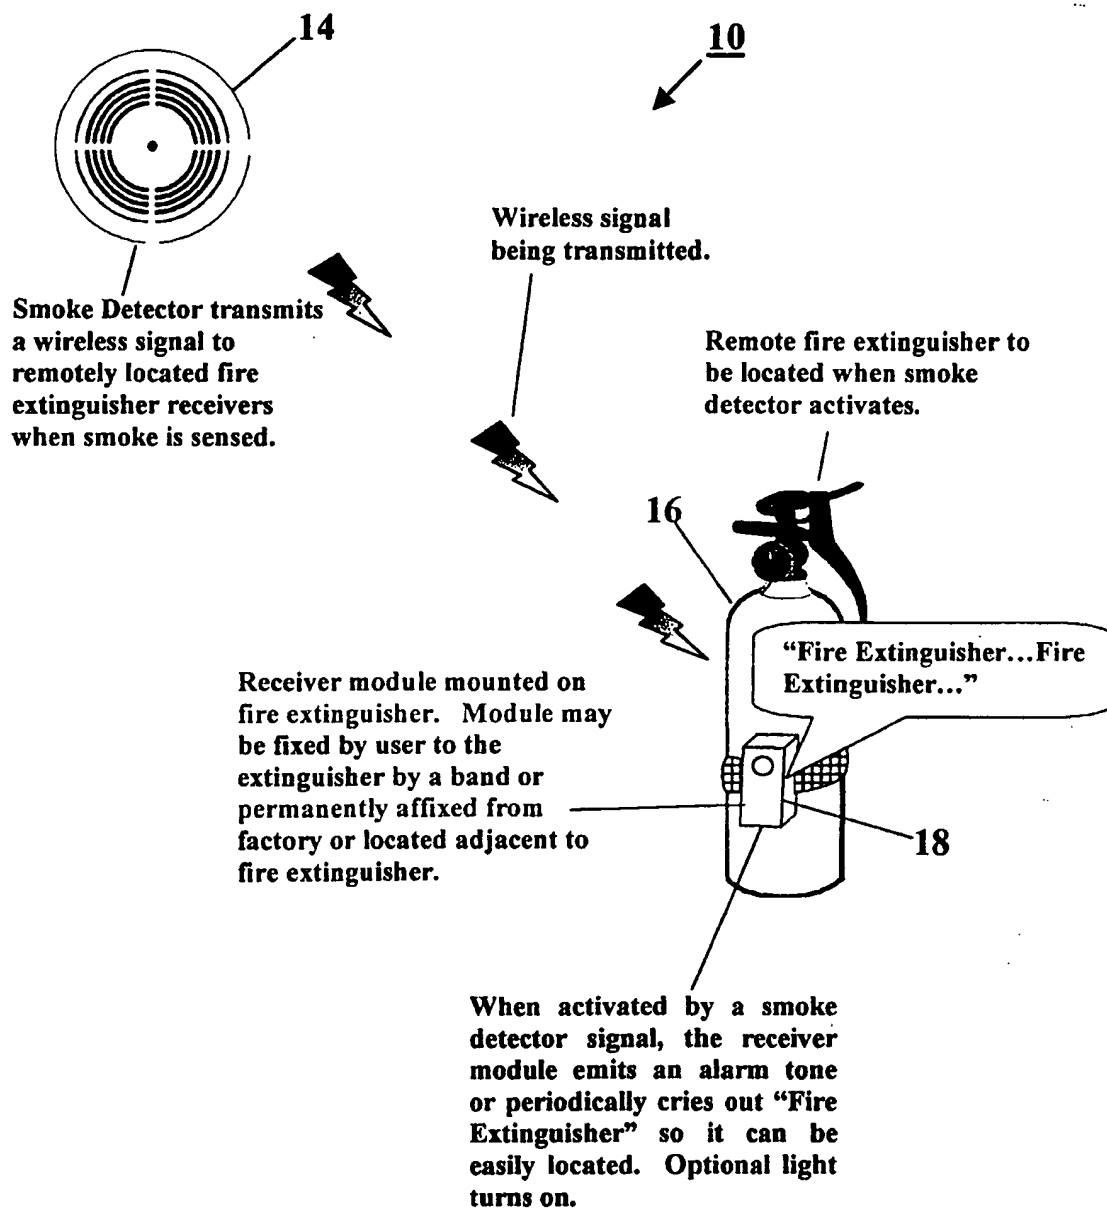 14
10
Wireless signal
being transmitted.
Smoke Detector transmits
a wireless signal to
remotely located fire
extinguisher receivers
when smoke is sensed.
Remote fire extinguisher to
be located when smoke
detector activates.
16
“Fire Extinguisher...Fire
Extinguisher...”
Receiver module mounted on
fire extinguisher. Module may
be fixed by user to the
extinguisher by a band or
permanently affixed from
factory or located adjacent to
fire extinguisher.
18
When activated by a smoke
detector signal, the receiver
module emits an alarm tone
or periodically cries out “Fire
Extinguisher” so it can be
easily located. Optional light
turns on.